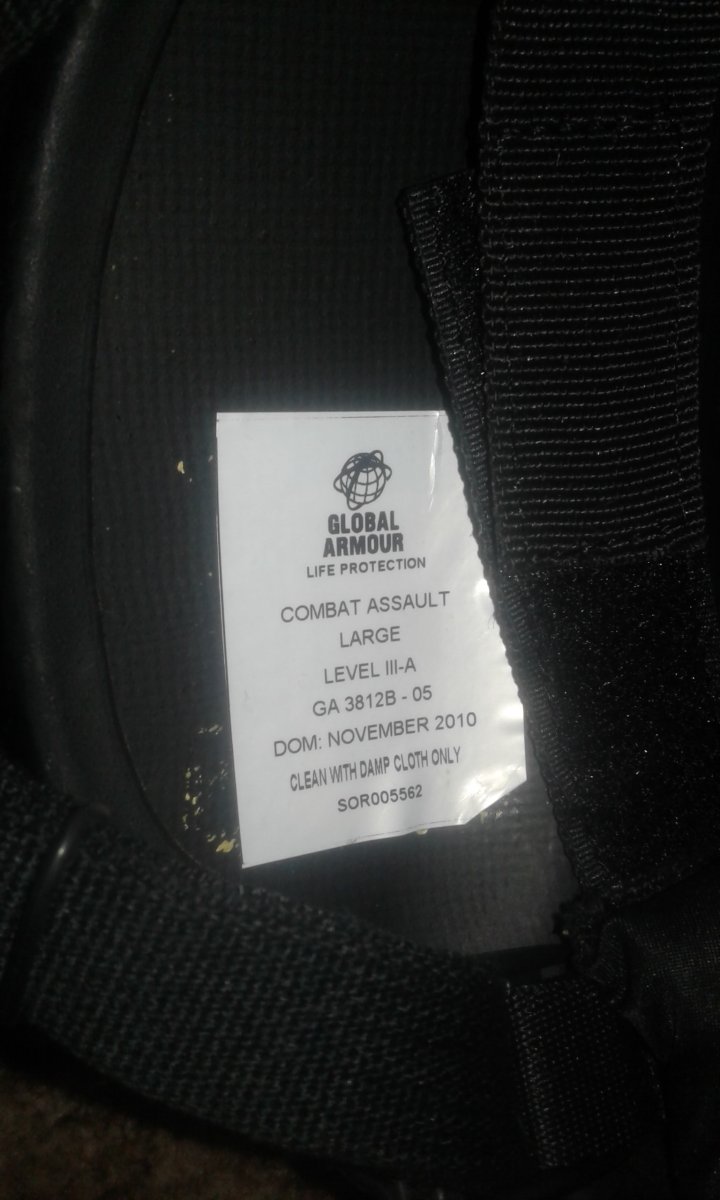 GLOBAL
ARMOUR
LIFE PROTECTION
COMBAT ASSAULT
LARGE
LEVEL III-A
GA 3812B - 05
DOM: NOVEMBER 2010
CLEAN WITH DAMP CLOTH ONLY
SOR005562